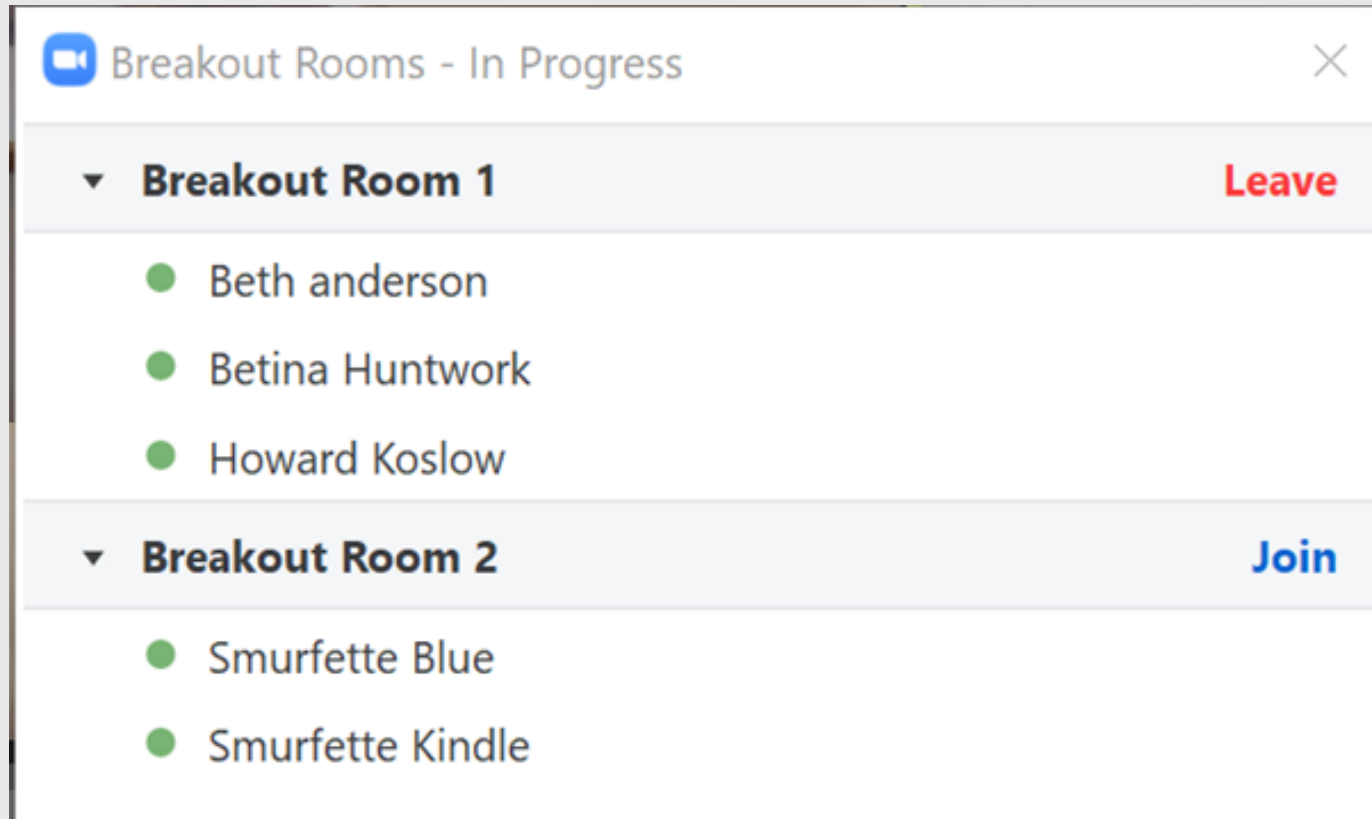 Breakout Rooms - In Progress
Breakout Room 1 Leave
Beth anderson
Betina Huntwork
Howard Koslow
Breakout Room 2 Join
Smurfette Blue
Smurfette Kindle